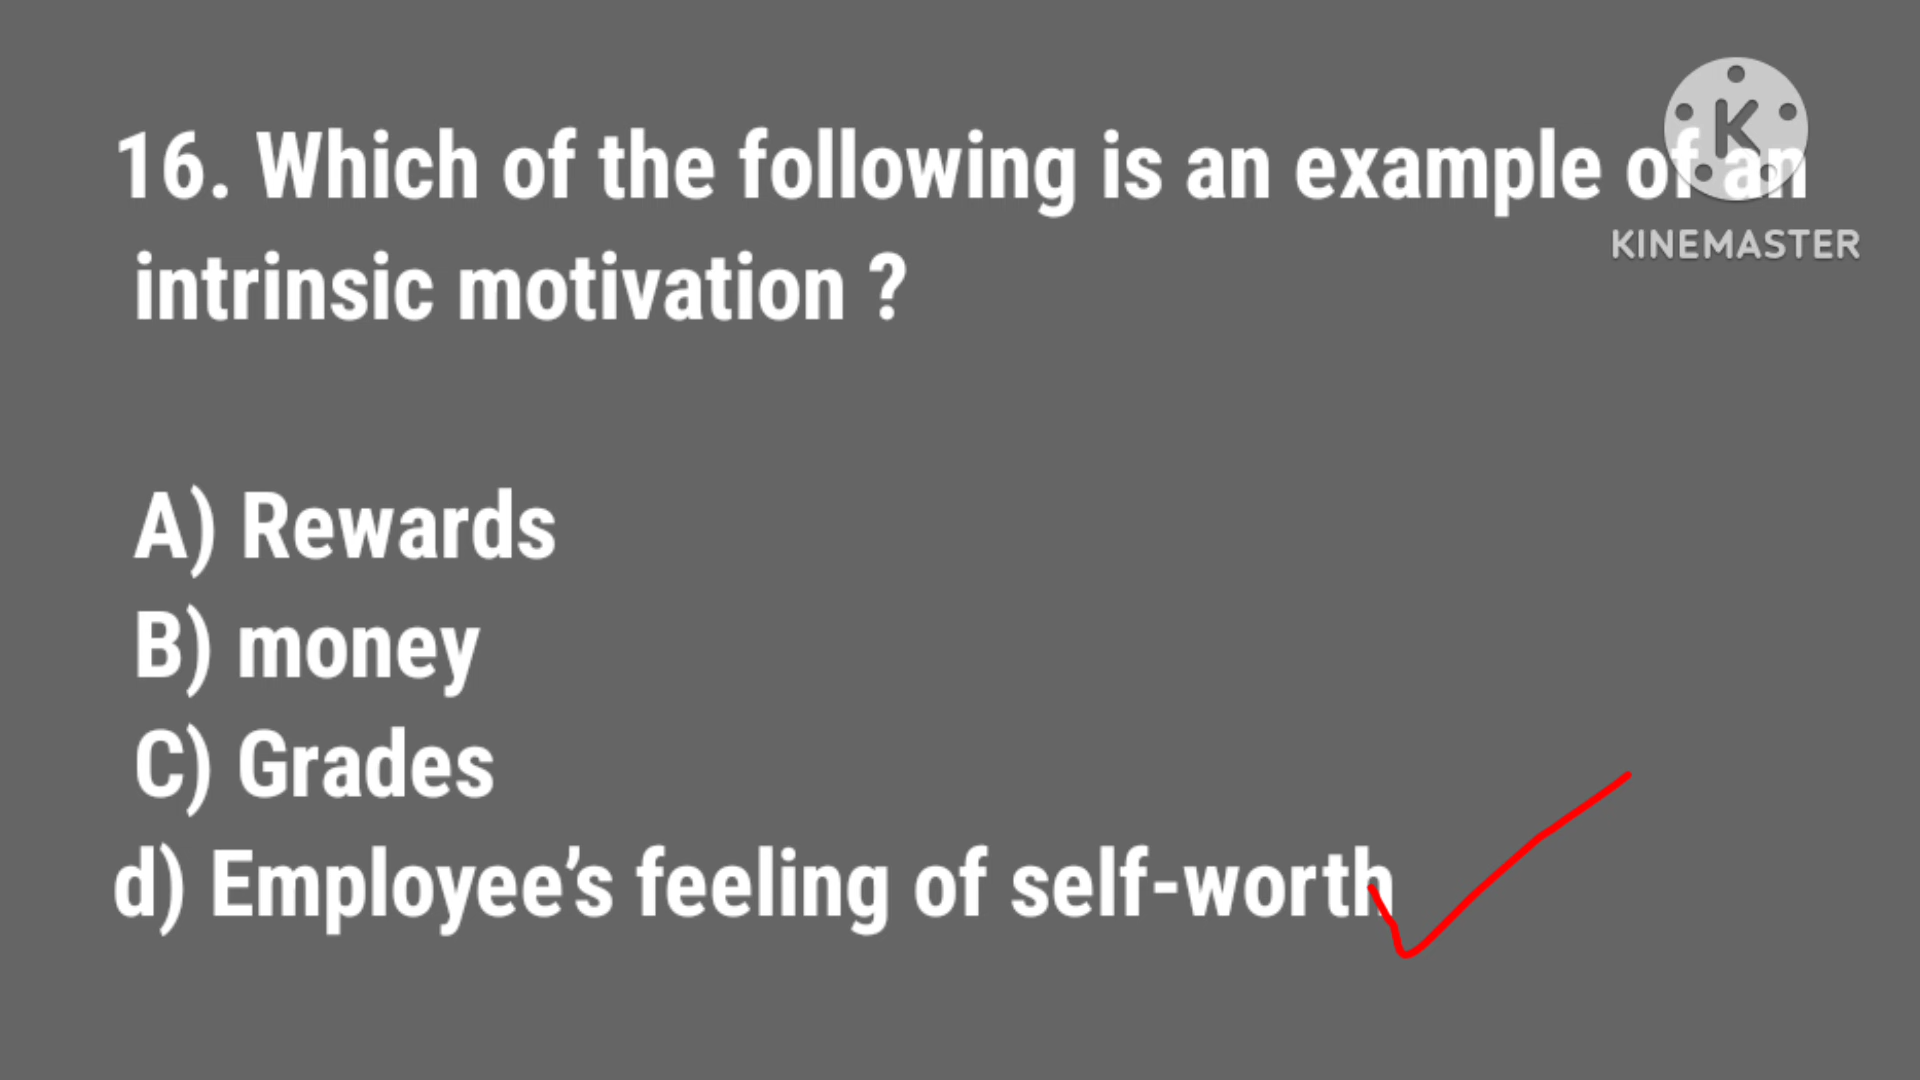 16. Which of the following is an example of an
intrinsic motivation ?
A) Rewards
B) money
C) Grades
d) Employee’s feeling of self-worth
K
KINEMASTER